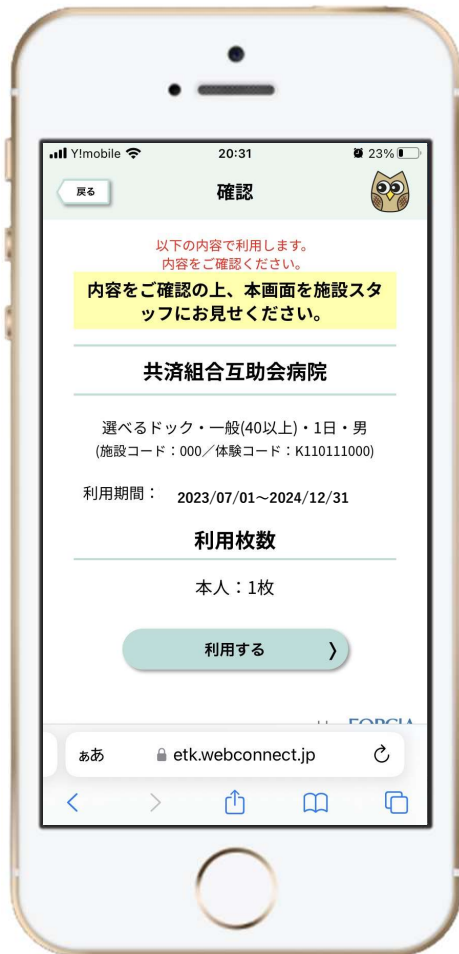 Y!mobile 20:31 23%
戻る 確認
以下の内容で利用します。
内容をご確認ください。
内容をご確認の上、本画面を施設スタ
ッフにお見せください。
共済組合互助会病院
選べるドック・一般(40以上)・1日・男
(施設コード：000／体験コード：K110111000)
利用期間： 2023/07/01～2024/12/31
利用枚数
本人：1枚
利用する 〉
ぁあ etk.webconnect.jp